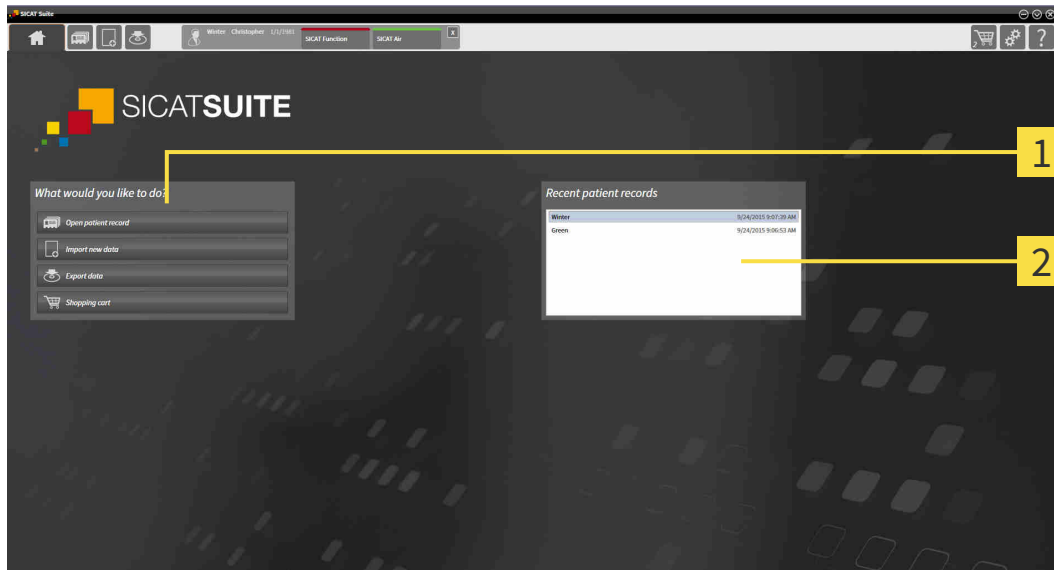 SICAT Suite
Winter Christopher 1/1/1981
SICAT Function
SICAT Air
X
2
?
SICATSUITE
1
What would you like to do?
Open patient record
Import new data
Export data
Shopping cart
Recent patient records
Winter 9/24/2015 9:07:39 AM
Green 9/24/2015 9:06:53 AM
2